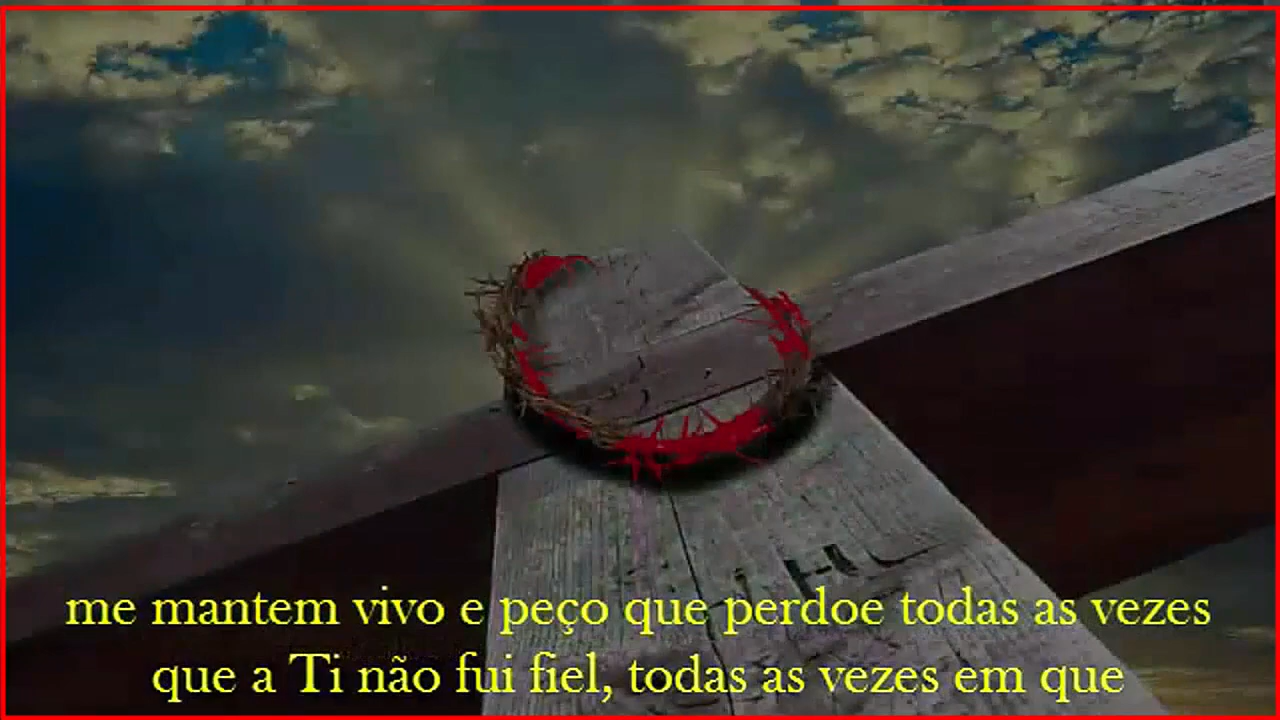 me mantem vivo e peço que perdoe todas as vezes
que a Ti não fui fiel, todas as vezes em que